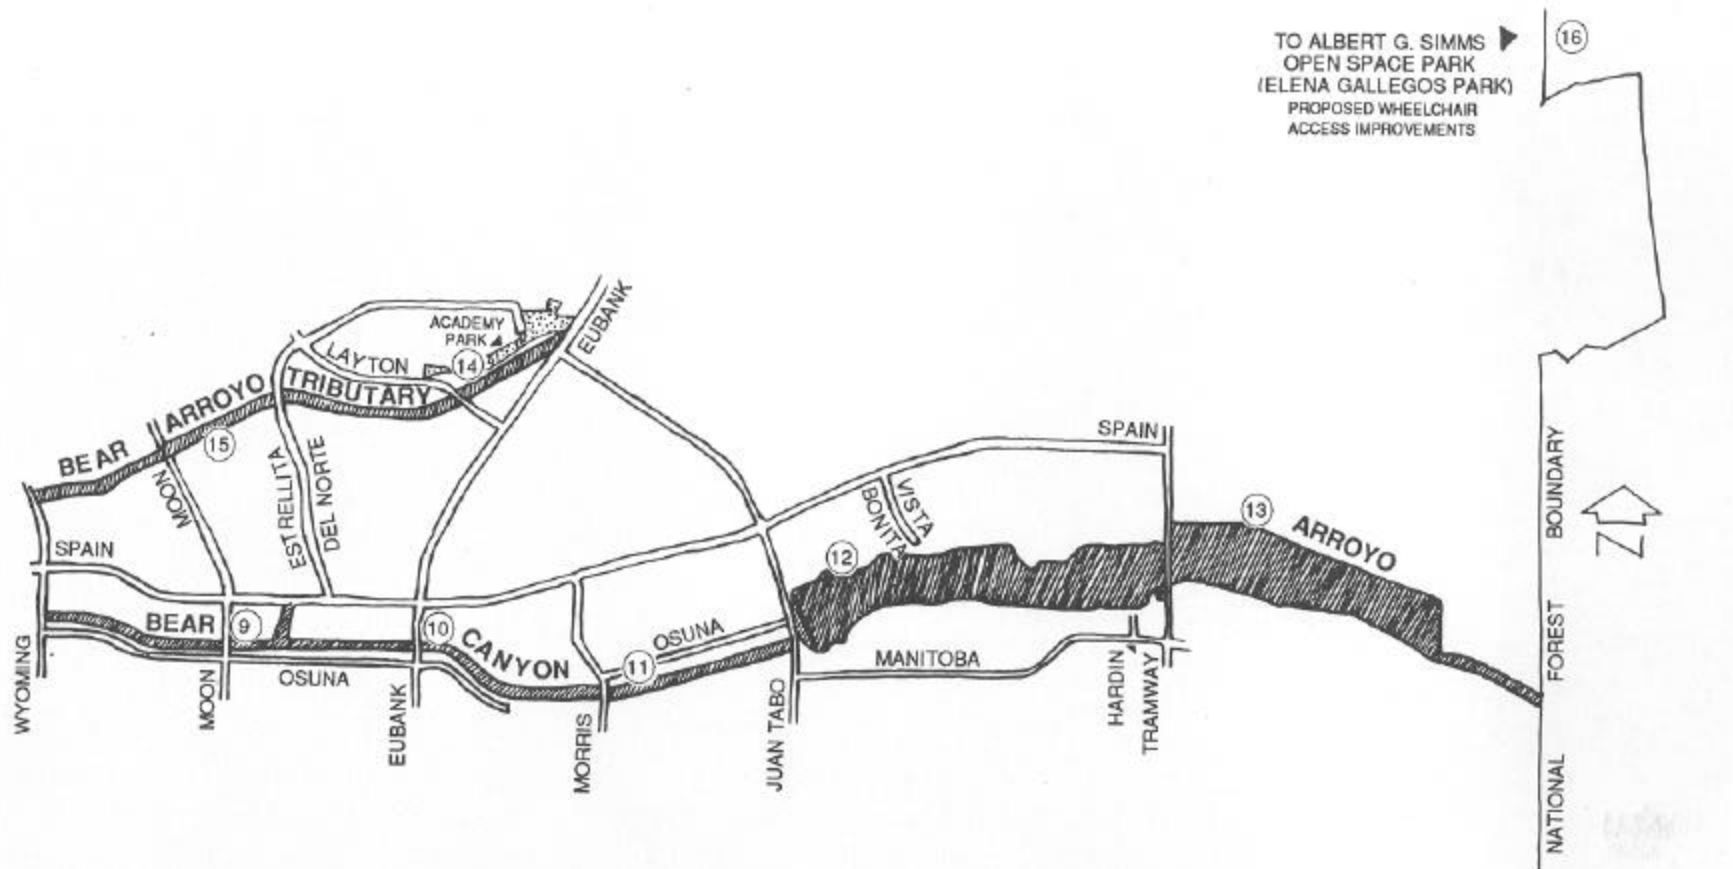 TO ALBERT G. SIMMS
OPEN SPACE PARK
(ELENA GALLEGOS PARK)
PROPOSED WHEELCHAIR
ACCESS IMPROVEMENTS
16
EUBANK
ACADEMY
PARK
LAYTON
14
BEAR ARROYO TRIBUTARY
15
MOON
ESTRELLITA
DEL NORTE
SPAIN
SPAIN
VISTA
BONITA
12
13
ARROYO
BEAR
9
10
CANYON
11
OSUNA
OSUNA
MANITOBA
WYOMING
MOON
EUBANK
MORRIS
JUAN TABO
HARDIN
TRAMWAY
NATIONAL FOREST BOUNDARY
N